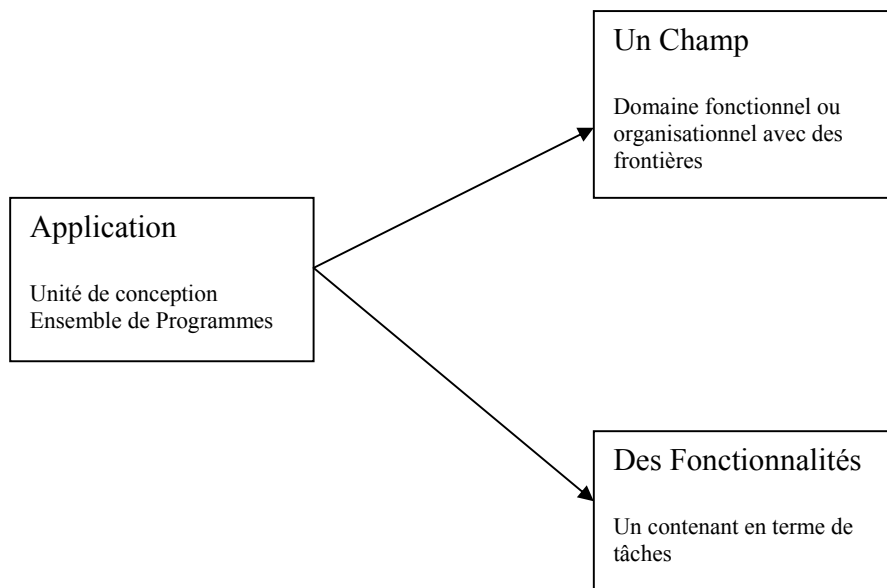 Un Champ
Domaine fonctionnel ou
organisationnel avec des
frontières
Application
Unité de conception
Ensemble de Programmes
Des Fonctionnalités
Un contenant en terme de
tâches